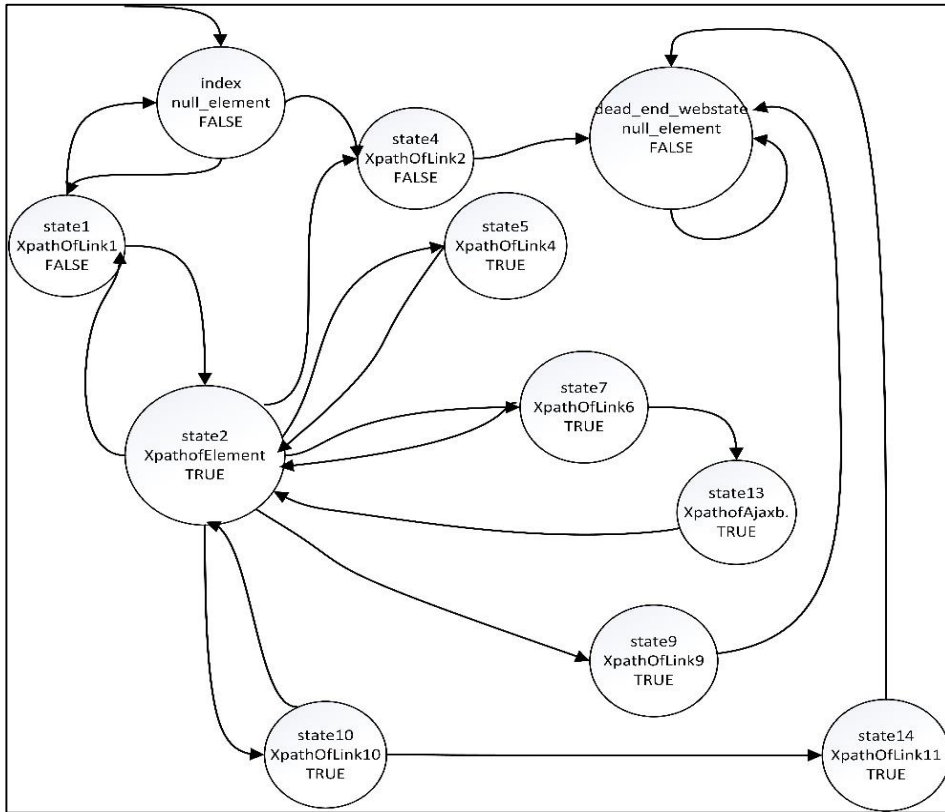 index
null_element
FALSE
dead_end_webstate
null_element
FALSE
state4
XpathOfLink2
FALSE
state1
XpathOfLink1
FALSE
state5
XpathOfLink4
TRUE
state7
XpathOfLink6
TRUE
state2
XpathofElement
TRUE
state13
XpathofAjaxb.
TRUE
state9
XpathOfLink9
TRUE
state10
XpathOfLink10
TRUE
state14
XpathOfLink11
TRUE